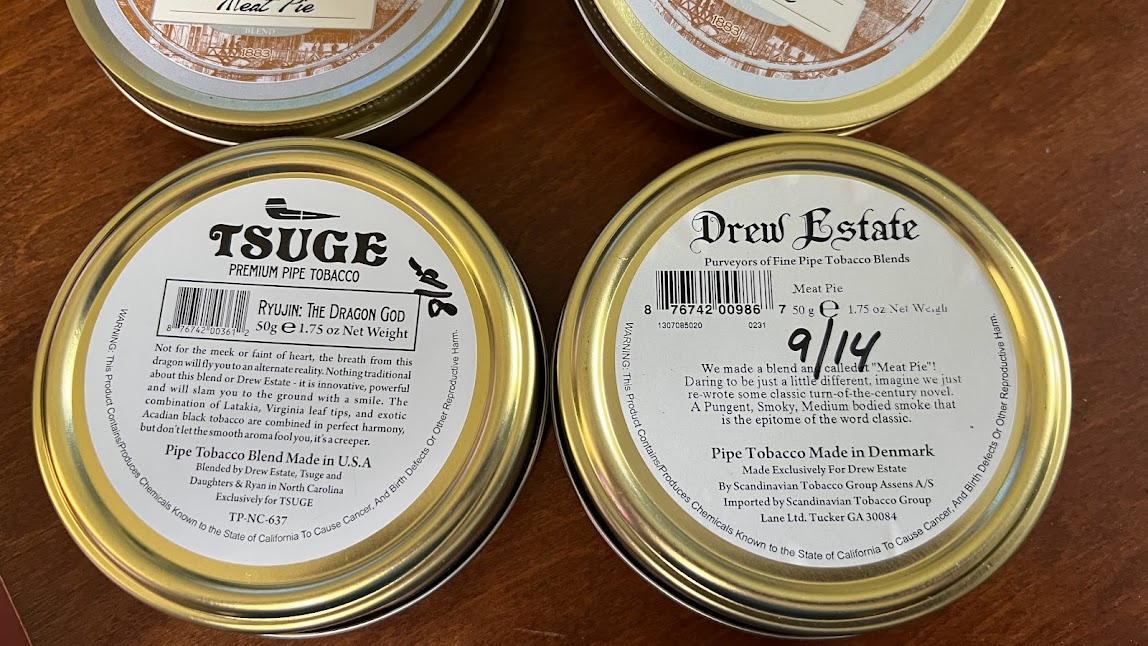 Meat Pie
BLEND
1883
1883
TSUGE
PREMIUM PIPE TOBACCO
RYUJIN: THE DRAGON GOD
50g e 1.75 oz Net Weight
8 76742 00361 2
Not for the meek or faint of heart, the breath from this
dragon will fly you to an alternate reality. Nothing traditional
about this blend or Drew Estate - it is innovative, powerful
and will slam you to the ground with a smile. The
combination of Latakia, Virginia leaf tips, and exotic
Acadian black tobacco are combined in perfect harmony,
but don't let the smooth aroma fool you, it's a creeper.
Pipe Tobacco Blend Made in U.S.A
Blended by Drew Estate, Tsuge and
Daughters & Ryan in North Carolina
Exclusively for TSUGE
TP-NC-637
WARNING: This Product Contains/Produces Chemicals Known to the State of California To Cause Cancer, And Birth Defects Or Other Reproductive Harm.
Drew Estate
Purveyors of Fine Pipe Tobacco Blends
Meat Pie
8 76742 00986 7
50 g e 1.75 oz Net Weigh
1307085020 0231
9/14
We made a blend and called it "Meat Pie"!
Daring to be just a little different, imagine we just
re-wrote some classic turn-of-the-century novel.
A Pungent, Smoky, Medium bodied smoke that
is the epitome of the word classic.
Pipe Tobacco Made in Denmark
Made Exclusively For Drew Estate
By Scandinavian Tobacco Group Assens A/S
Imported by Scandinavian Tobacco Group
Lane Ltd. Tucker GA 30084
WARNING: This Product Contains/Produces Chemicals Known to the State of California To Cause Cancer, And Birth Defects Or Other Reproductive Harm.